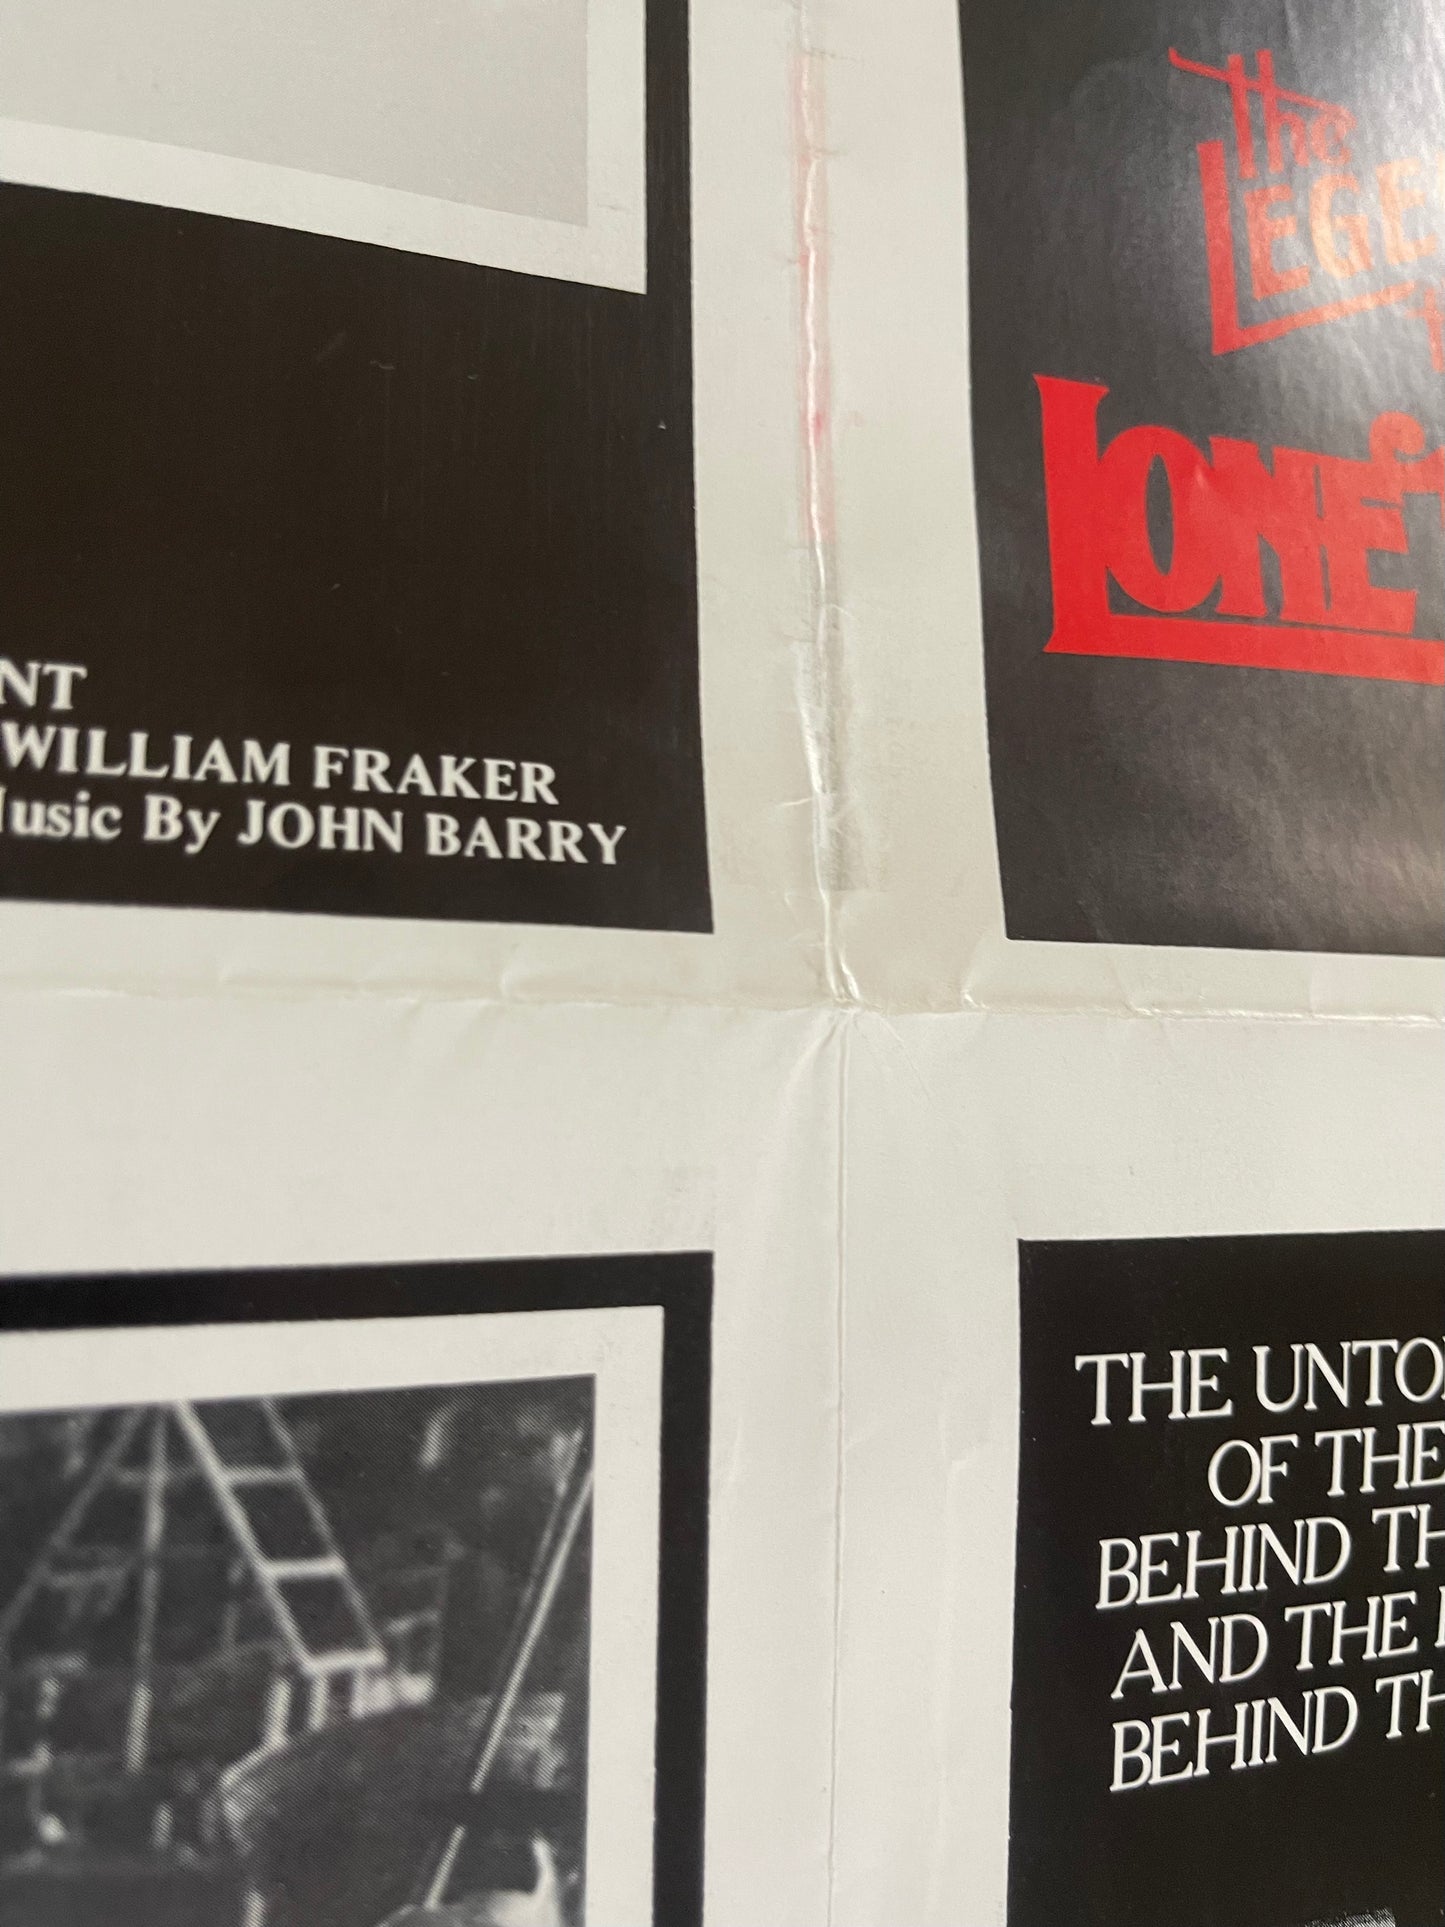 NT
WILLIAM FRAKER
Music By JOHN BARRY
The
LEGE
LONE
THE UNTO
OF THE
BEHIND TH
AND THE
BEHIND TH